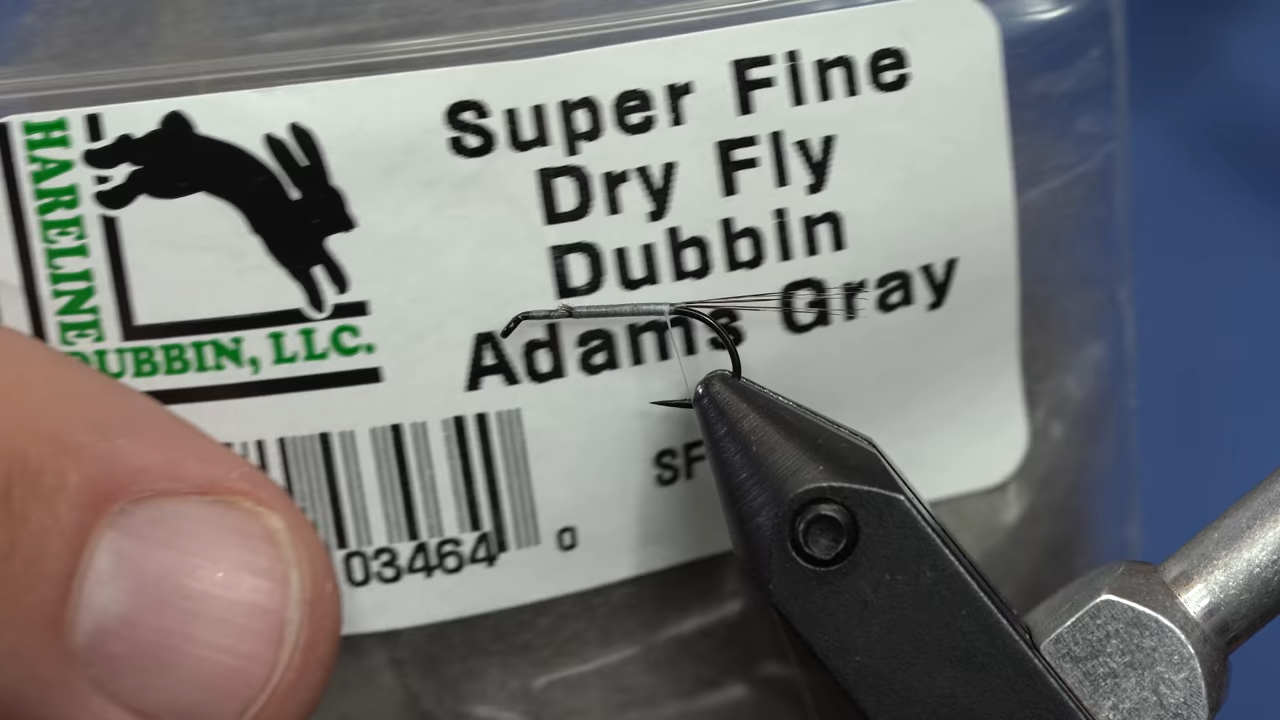 Super Fine
Dry Fly
Dubbin
Adams Gray
HARELINE
DUBBIN, LLC.
SF
03464 0